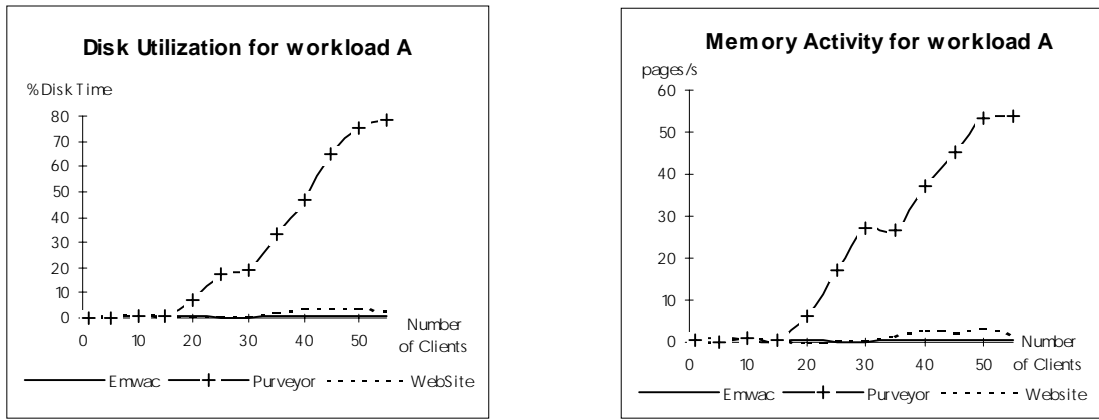 Disk Utilization for workload A
% Disk Time
80
70
60
50
40
30
20
10
0
0 10 20 30 40 50
Number
of Clients
Emwac Purveyor WebSite
Memory Activity for workload A
pages/s
60
50
40
30
20
10
0
0 10 20 30 40 50
Number
of Clients
Emwac Purveyor WebSite